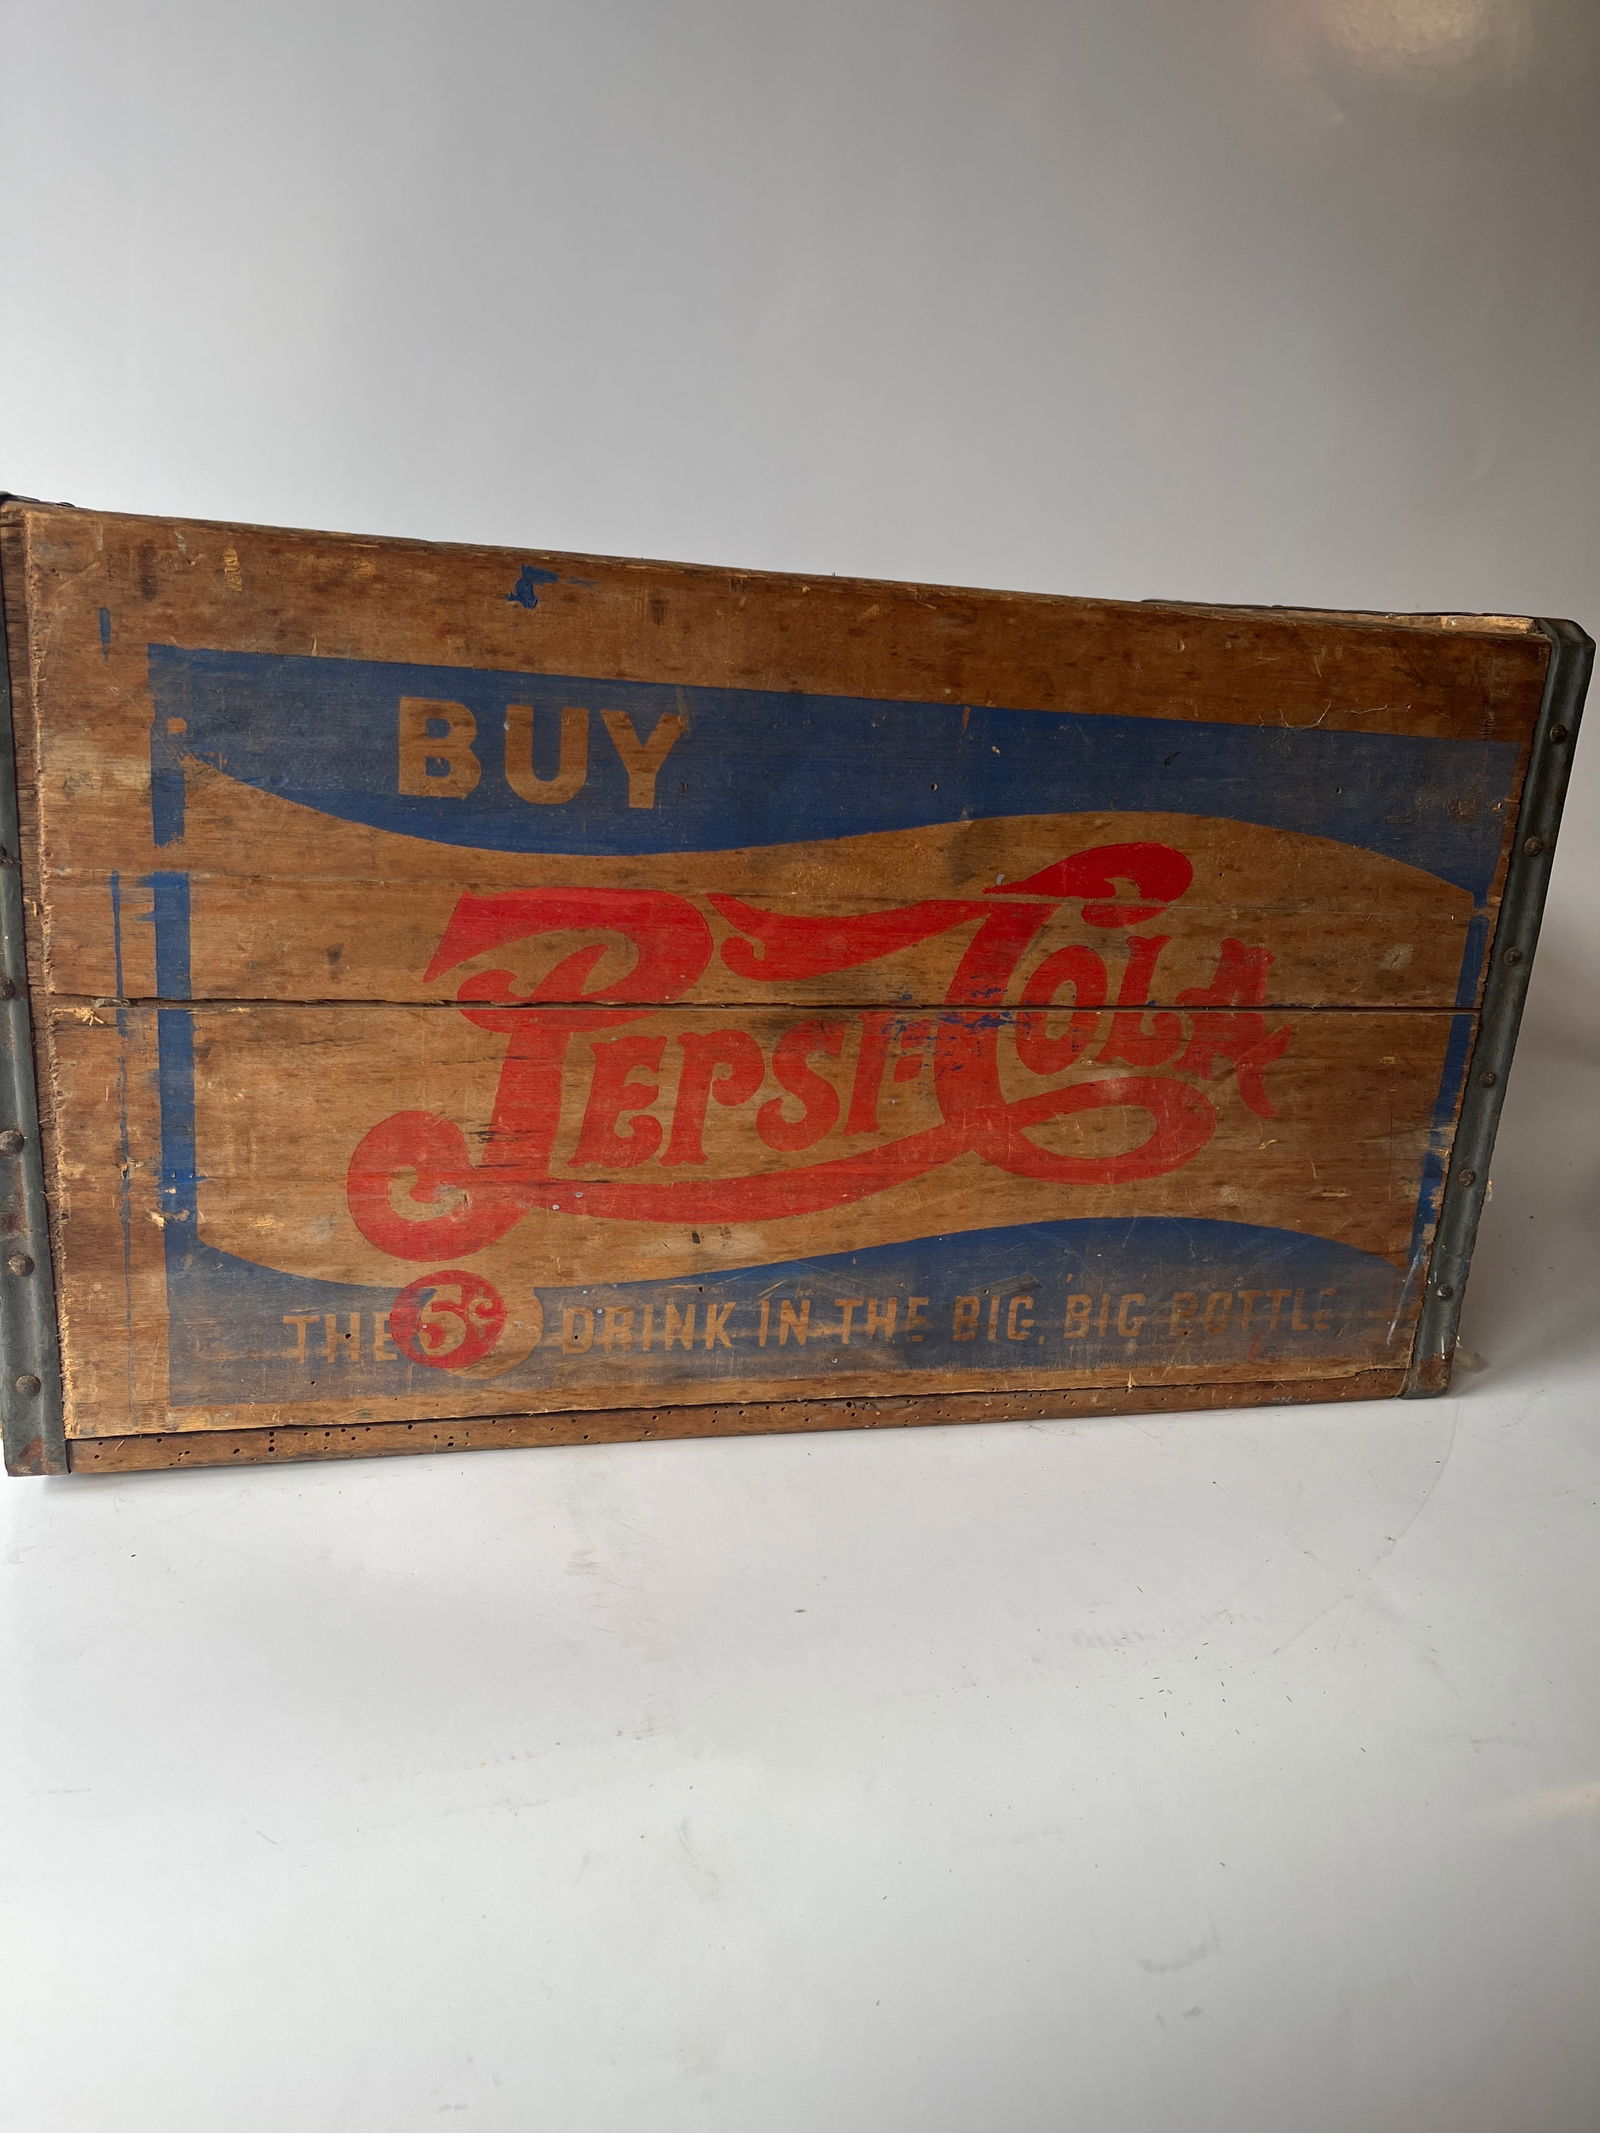 BUY
PEPSI-COLA
THE 5¢ DRINK IN THE BIG, BIG BOTTLE